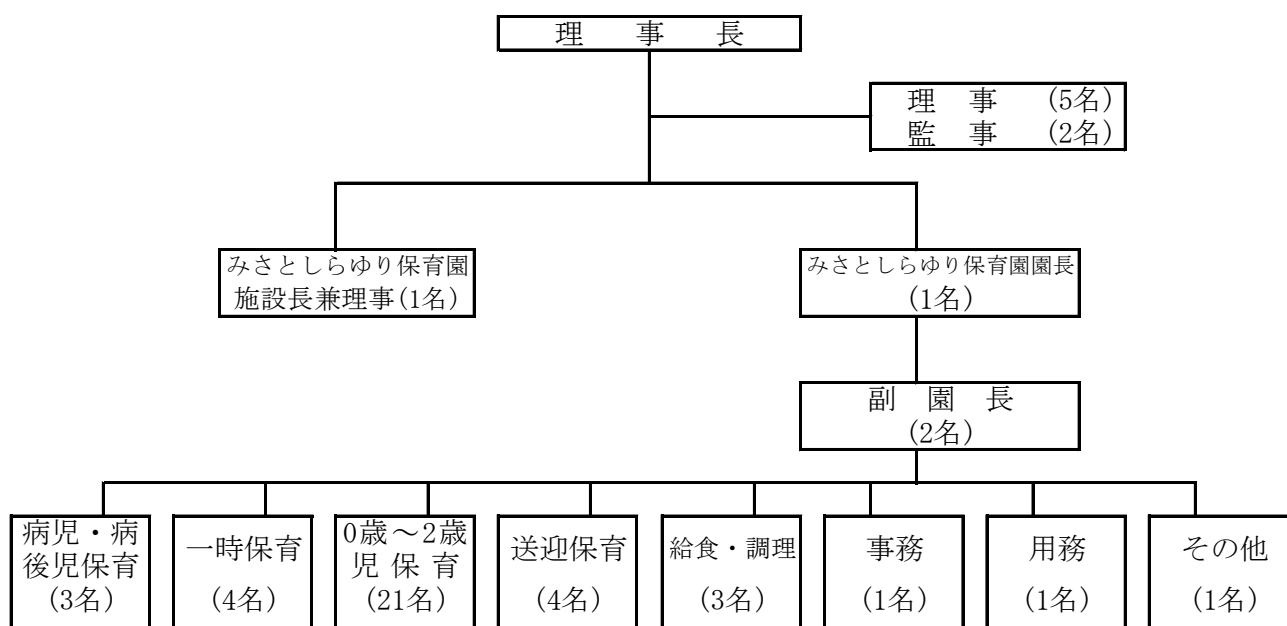 理　事　長
理　事　(5名)
監　事　(2名)
みさとしらゆり保育園
施設長兼理事(1名)
みさとしらゆり保育園園長
(1名)
副　園　長
(2名)
病児・病
後児保育
(3名)
一時保育
(4名)
0歳～2歳
児 保 育
(21名)
送迎保育
(4名)
給食・調理
(3名)
事務
(1名)
用務
(1名)
その他
(1名)